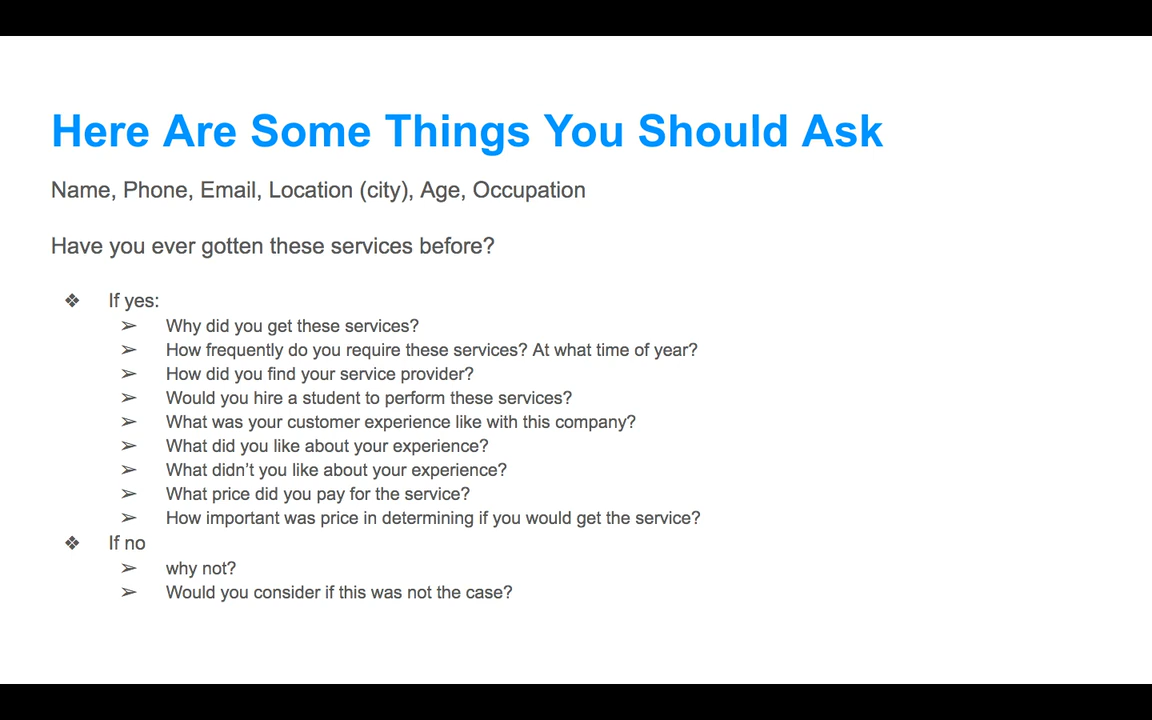 Here Are Some Things You Should Ask
Name, Phone, Email, Location (city), Age, Occupation
Have you ever gotten these services before?
❖ If yes:
➢ Why did you get these services?
➢ How frequently do you require these services? At what time of year?
➢ How did you find your service provider?
➢ Would you hire a student to perform these services?
➢ What was your customer experience like with this company?
➢ What did you like about your experience?
➢ What didn't you like about your experience?
➢ What price did you pay for the service?
➢ How important was price in determining if you would get the service?
❖ If no
➢ why not?
➢ Would you consider if this was not the case?